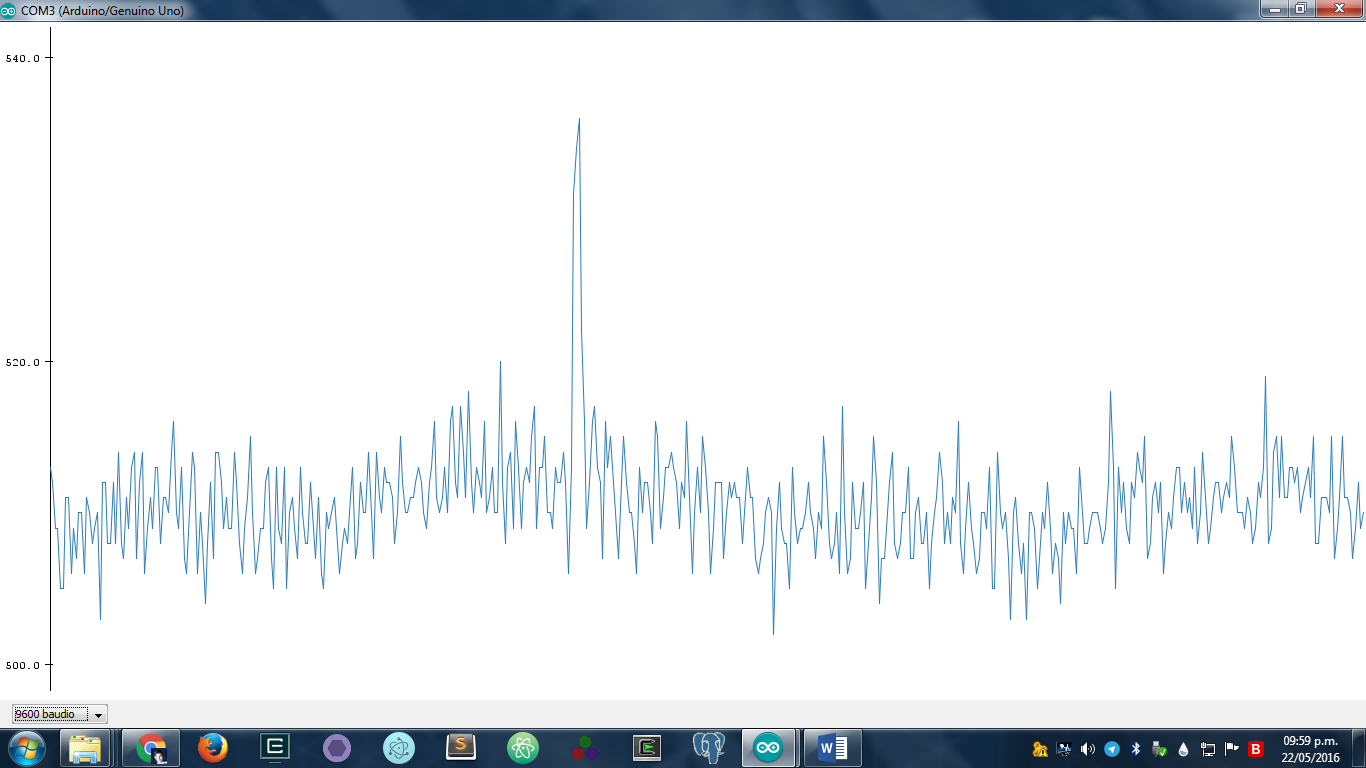 COM3 (Arduino/Genuino Uno)
540.0
520.0
500.0
9600 baudio
S
W
B
09:59 p.m.
22/05/2016